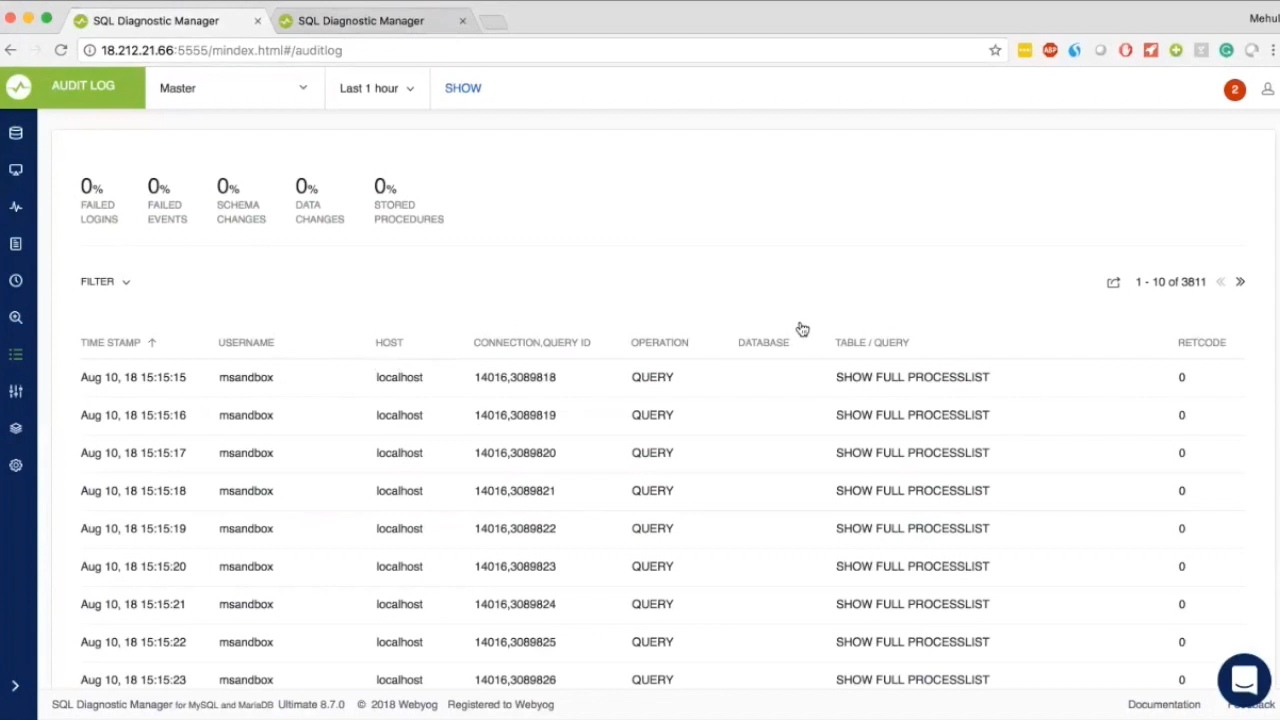 SQL Diagnostic Manager
SQL Diagnostic Manager
Mehul
18.212.21.66:5555/mindex.html#/auditlog
ABP
AUDIT LOG
Master
Last 1 hour
SHOW
2
0% 0% 0% 0% 0%
FAILED LOGINS
FAILED EVENTS
SCHEMA CHANGES
DATA CHANGES
STORED PROCEDURES
FILTER
1 - 10 of 3811
TIME STAMP USERNAME HOST CONNECTION,QUERY ID OPERATION DATABASE TABLE / QUERY RETCODE
Aug 10, 18 15:15:15 msandbox localhost 14016,3089818 QUERY SHOW FULL PROCESSLIST 0
Aug 10, 18 15:15:16 msandbox localhost 14016,3089819 QUERY SHOW FULL PROCESSLIST 0
Aug 10, 18 15:15:17 msandbox localhost 14016,3089820 QUERY SHOW FULL PROCESSLIST 0
Aug 10, 18 15:15:18 msandbox localhost 14016,3089821 QUERY SHOW FULL PROCESSLIST 0
Aug 10, 18 15:15:19 msandbox localhost 14016,3089822 QUERY SHOW FULL PROCESSLIST 0
Aug 10, 18 15:15:20 msandbox localhost 14016,3089823 QUERY SHOW FULL PROCESSLIST 0
Aug 10, 18 15:15:21 msandbox localhost 14016,3089824 QUERY SHOW FULL PROCESSLIST 0
Aug 10, 18 15:15:22 msandbox localhost 14016,3089825 QUERY SHOW FULL PROCESSLIST 0
Aug 10, 18 15:15:23 msandbox localhost 14016,3089826 QUERY SHOW FULL PROCESSLIST 0
SQL Diagnostic Manager for MySQL and MariaDB Ultimate 8.7.0 © 2018 Webyog Registered to Webyog
Documentation